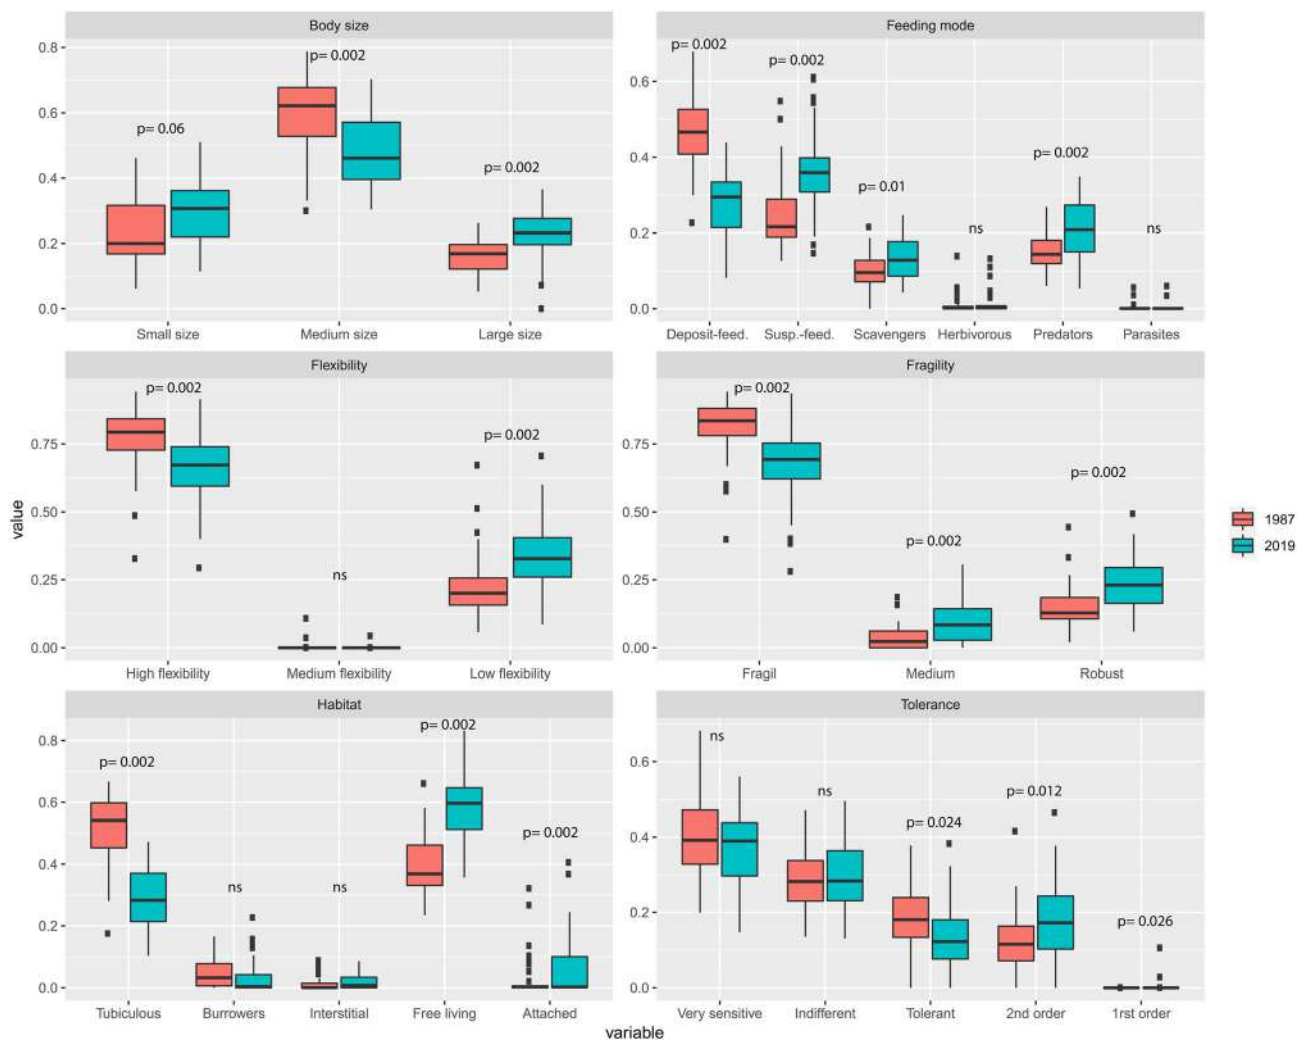 Body size
Feeding mode
0.8
p= 0.002
p= 0.002
p= 0.002
0.6
p= 0.06
0.6
p= 0.002
0.4
p= 0.002
0.4
p= 0.01
0.2
ns
ns
0.2
0.0
0.0
Small size Medium size Large size
Deposit-feed. Susp.-feed. Scavengers Herbivorous Predators Parasites
Flexibility
Fragility
p= 0.002
p= 0.002
0.75
p= 0.002
0.75
p= 0.002
0.50
0.50
p= 0.002
ns
0.25
0.25
0.00
0.00
High flexibility Medium flexibility Low flexibility
Fragil Medium Robust
value
1987
2019
Habitat
Tolerance
0.8
p= 0.002
p= 0.002
ns
0.6
0.6
p= 0.002
ns
p= 0.012
p= 0.024
0.4
ns
ns
0.4
p= 0.026
0.2
0.2
0.0
0.0
Tubiculous Burrowers Interstitial Free living Attached
Very sensitive Indifferent Tolerant 2nd order 1rst order
variable